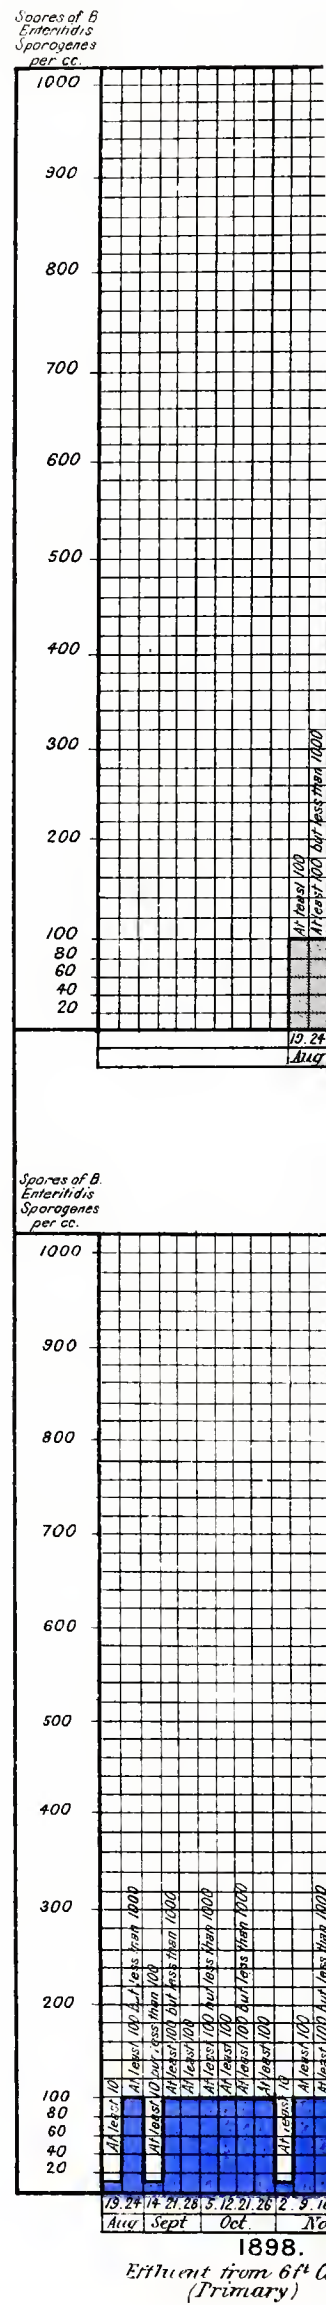 Spores of B
Enteritidis
Sporogenes
per cc.
1000
900
800
700
600
500
400
300
200
100
80
60
40
20
At least 100
At least 100 but less than 1000
19. 24
Aug
Spores of B.
Enteritidis
Sporogenes
per cc.
1000
900
800
700
600
500
400
300
200
100
80
60
40
20
At least 10
At least 100 but less than 1000
At least 10 but less than 100
At least 100 but less than 1000
At least 100
At least 100 but less than 1000
At least 100
At least 100 but less than 1000
At least 100
At least 10
At least 100
At least 100 but less than 1000
19. 24 14. 21. 28 5. 12. 21. 26 2. 9. 16
Aug Sept Oct. No
1898.
Effluent from 6ft C
(Primary)